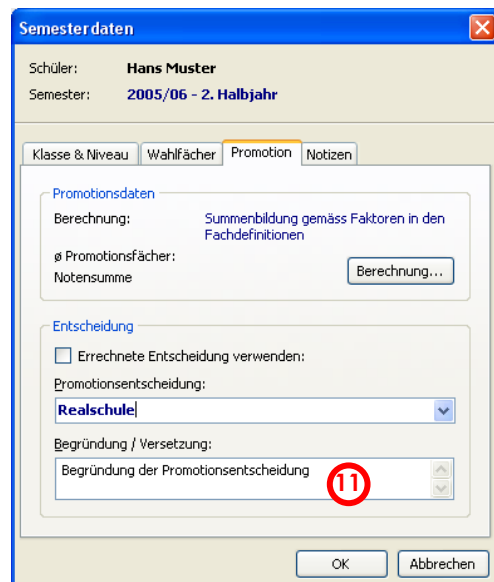 Semesterdaten
Schüler: Hans Muster
Semester: 2005/06 - 2. Halbjahr
Klasse & Niveau Wahlfächer Promotion Notizen
Promotionsdaten
Berechnung: Summenbildung gemäss Faktoren in den
Fachdefinitionen
ø Promotionsfächer:
Notensumme Berechnung...
Entscheidung
Errechnete Entscheidung verwenden:
Promotionsentscheidung:
Realschule
Begründung / Versetzung:
Begründung der Promotionsentscheidung
11
OK Abbrechen